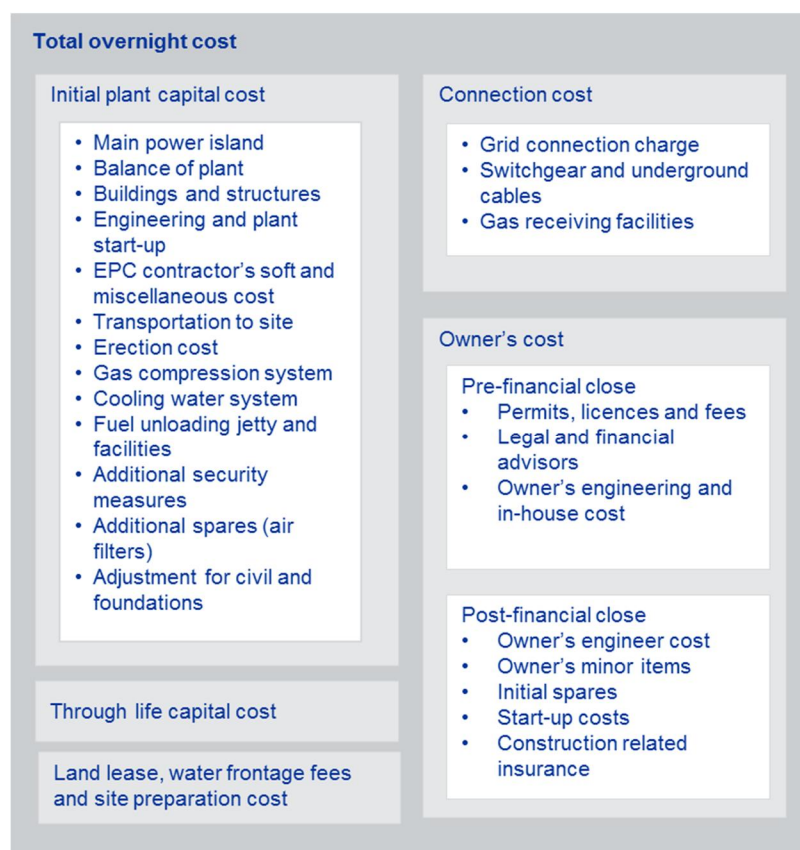 Total overnight cost
Initial plant capital cost
• Main power island
• Balance of plant
• Buildings and structures
• Engineering and plant
start-up
• EPC contractor's soft and
miscellaneous cost
• Transportation to site
• Erection cost
• Gas compression system
• Cooling water system
• Fuel unloading jetty and
facilities
• Additional security
measures
• Additional spares (air
filters)
• Adjustment for civil and
foundations
Through life capital cost
Land lease, water frontage fees
and site preparation cost
Connection cost
• Grid connection charge
• Switchgear and underground
cables
• Gas receiving facilities
Owner's cost
Pre-financial close
• Permits, licences and fees
• Legal and financial
advisors
• Owner's engineering and
in-house cost
Post-financial close
• Owner's engineer cost
• Owner's minor items
• Initial spares
• Start-up costs
• Construction related
insurance